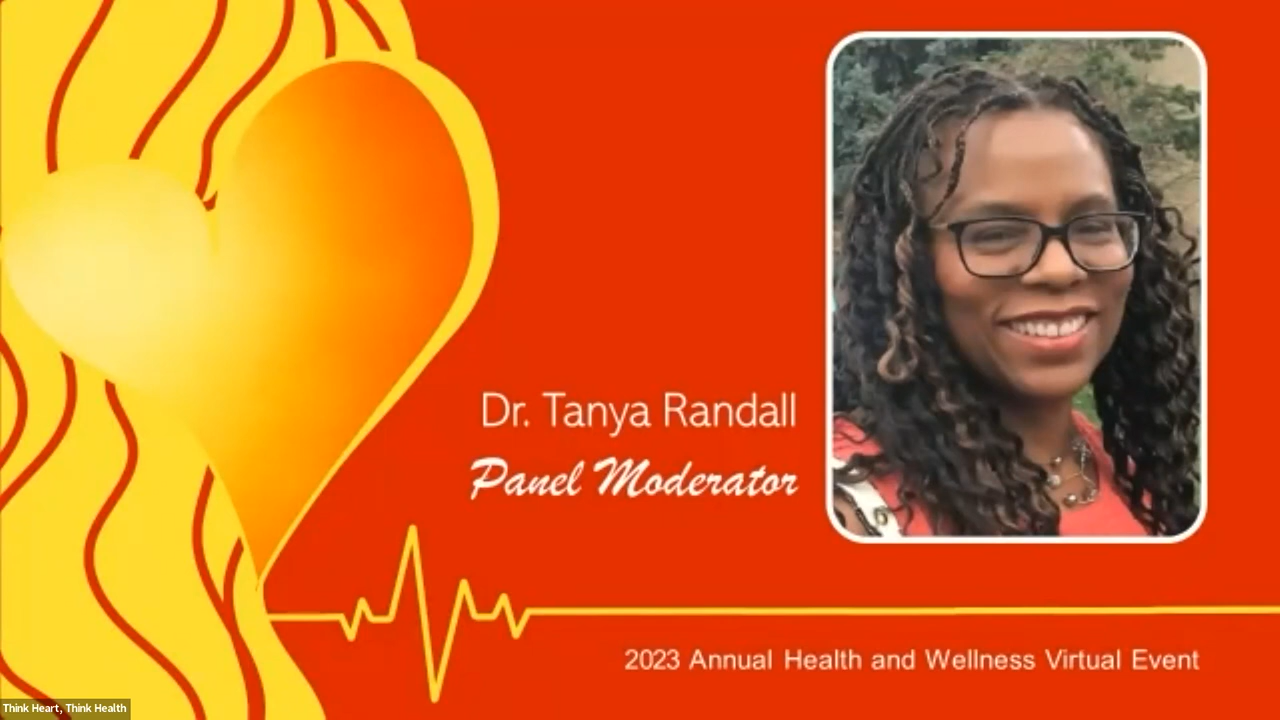 Dr. Tanya Randall
Panel Moderator
2023 Annual Health and Wellness Virtual Event
Think Heart, Think Health